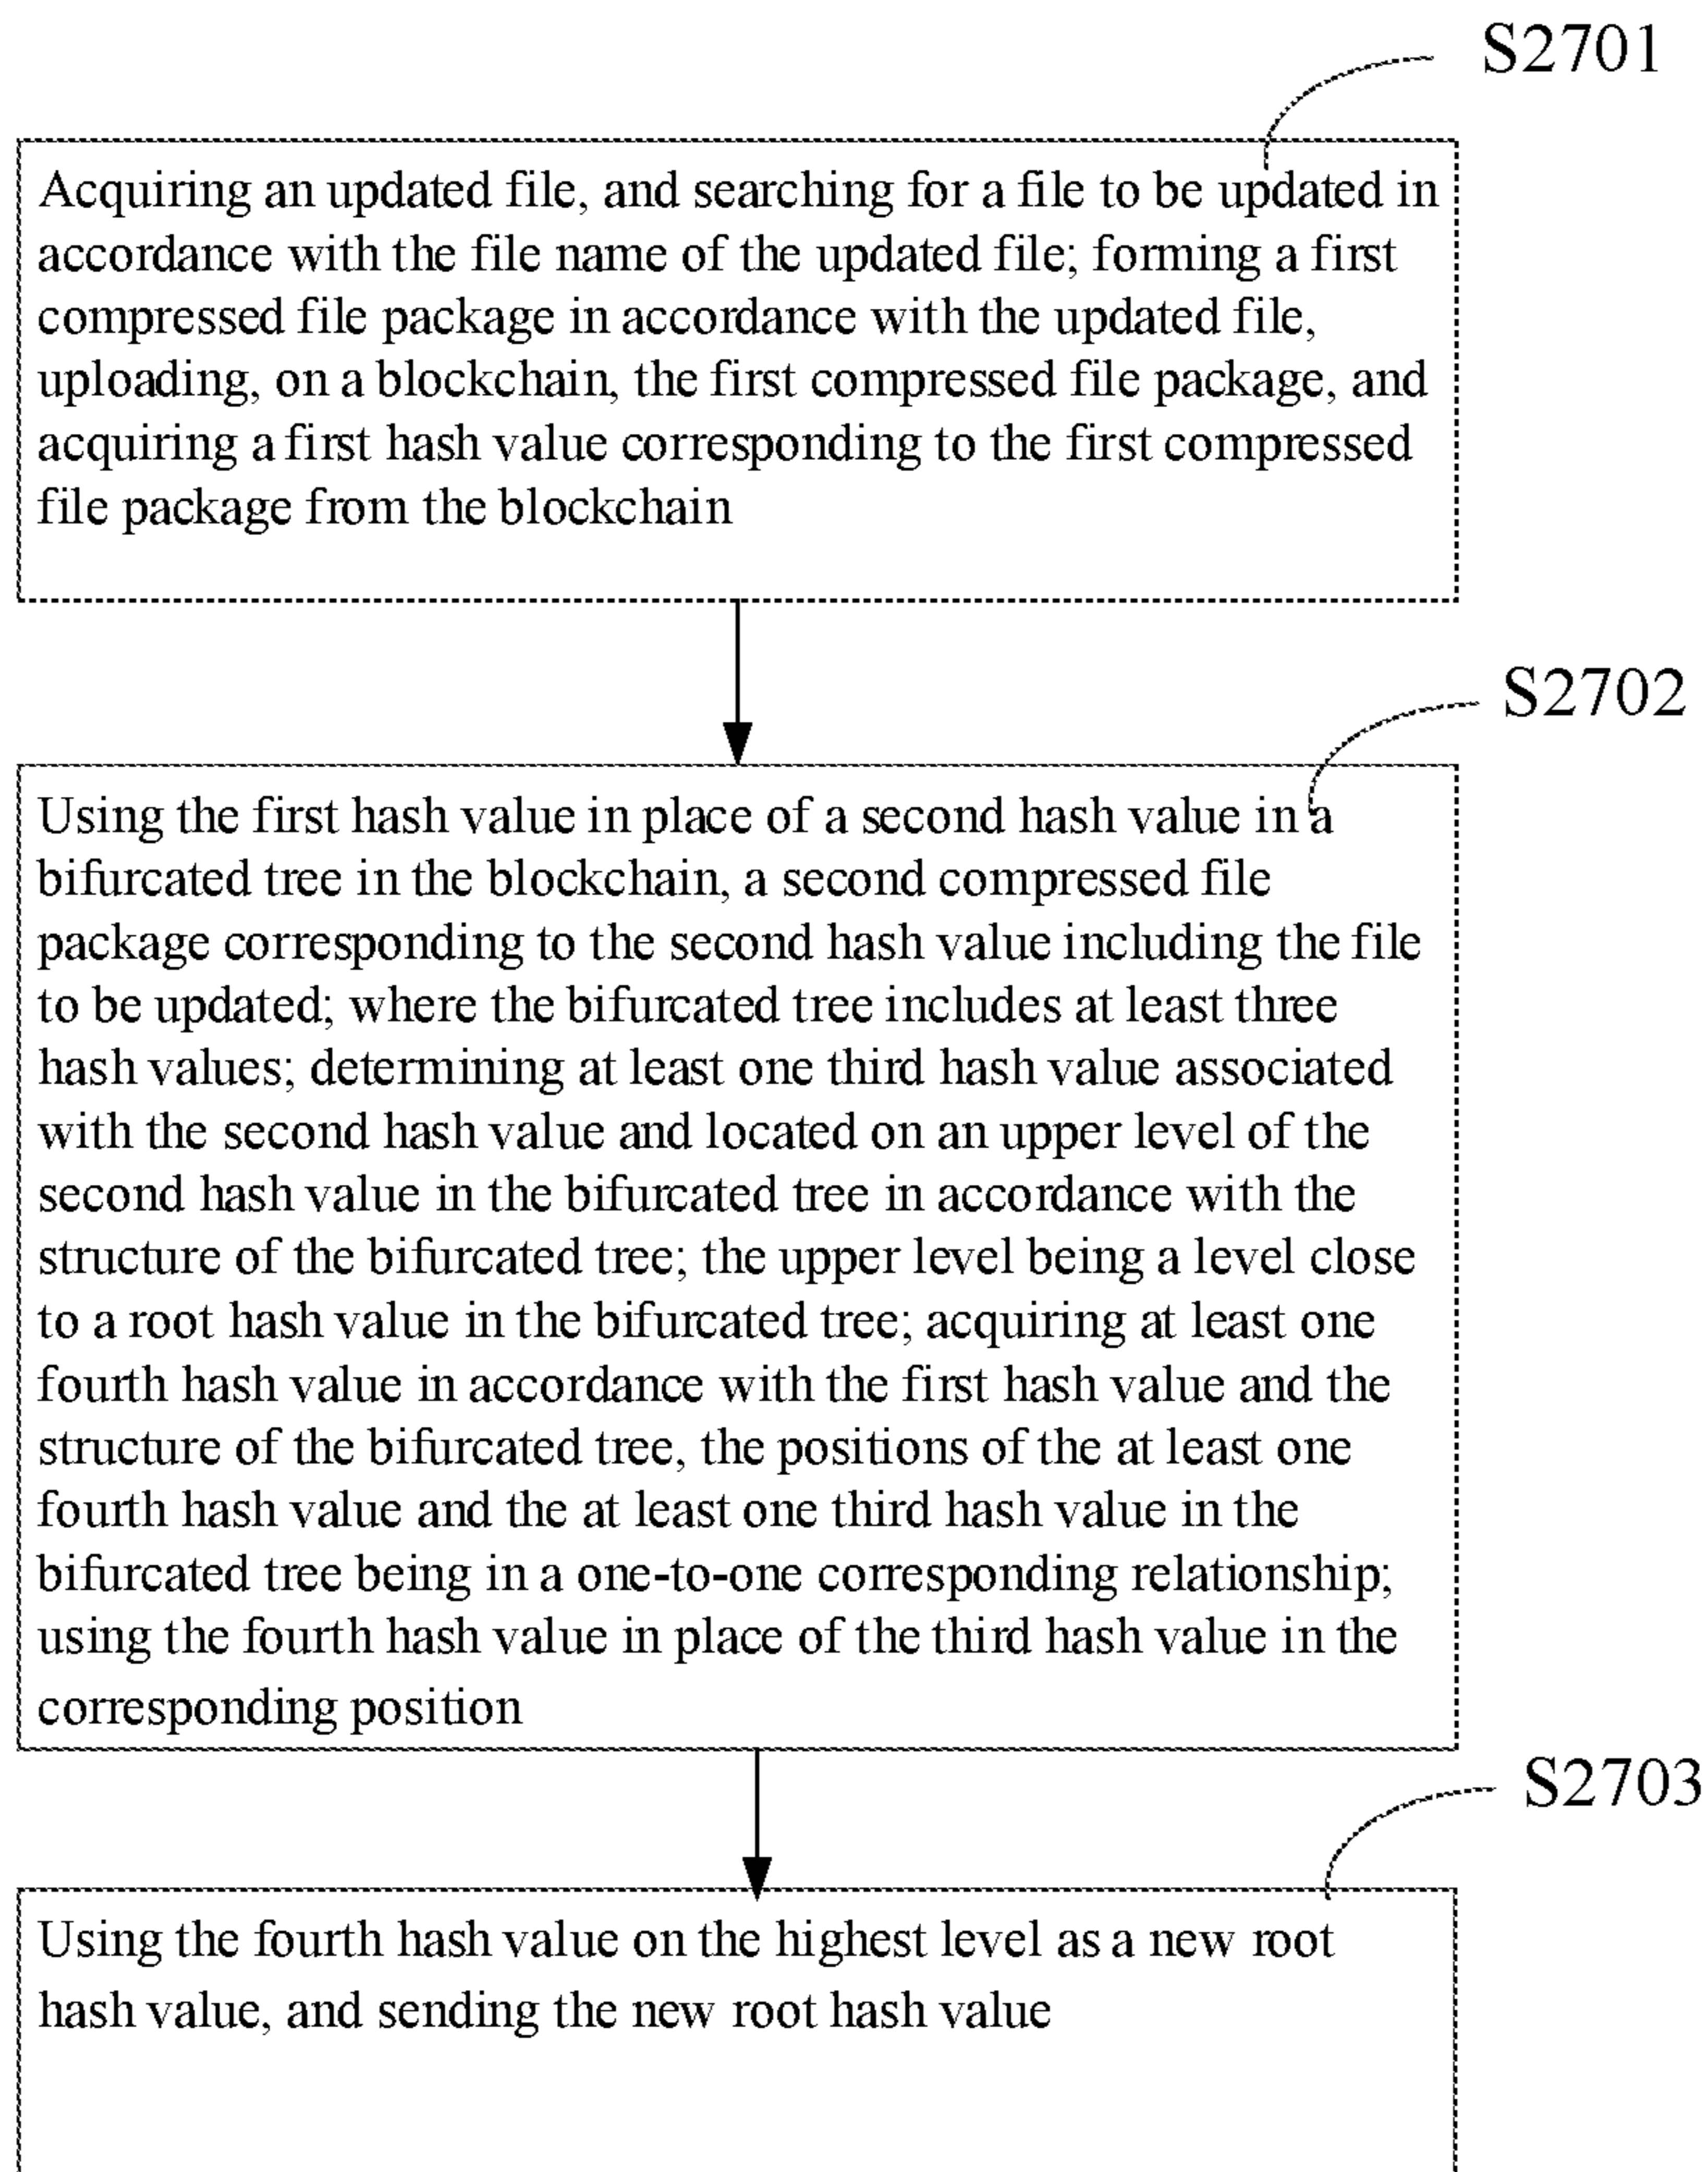 S2701
Acquiring an updated file, and searching for a file to be updated in
accordance with the file name of the updated file; forming a first
compressed file package in accordance with the updated file,
uploading, on a blockchain, the first compressed file package, and
acquiring a first hash value corresponding to the first compressed
file package from the blockchain
S2702
Using the first hash value in place of a second hash value in a
bifurcated tree in the blockchain, a second compressed file
package corresponding to the second hash value including the file
to be updated; where the bifurcated tree includes at least three
hash values; determining at least one third hash value associated
with the second hash value and located on an upper level of the
second hash value in the bifurcated tree in accordance with the
structure of the bifurcated tree; the upper level being a level close
to a root hash value in the bifurcated tree; acquiring at least one
fourth hash value in accordance with the first hash value and the
structure of the bifurcated tree, the positions of the at least one
fourth hash value and the at least one third hash value in the
bifurcated tree being in a one-to-one corresponding relationship;
using the fourth hash value in place of the third hash value in the
corresponding position
S2703
Using the fourth hash value on the highest level as a new root
hash value, and sending the new root hash value